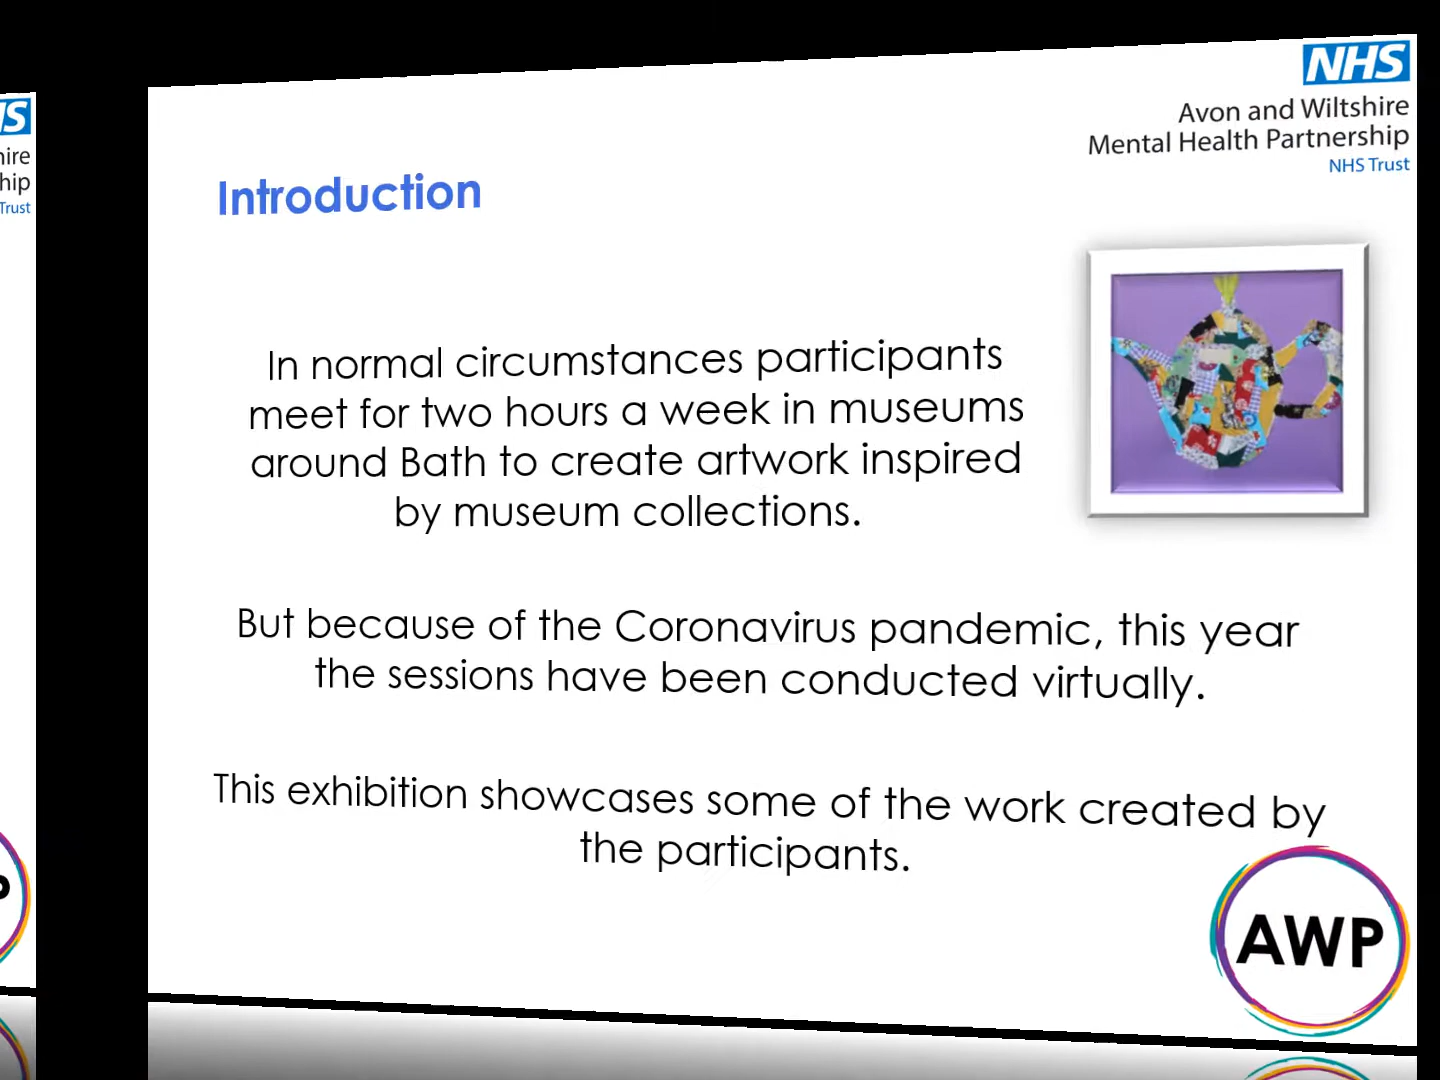 NHS
Avon and Wiltshire
Mental Health Partnership
NHS Trust
Introduction
In normal circumstances participants
meet for two hours a week in museums
around Bath to create artwork inspired
by museum collections.
But because of the Coronavirus pandemic, this year
the sessions have been conducted virtually.
This exhibition showcases some of the work created by
the participants.
AWP